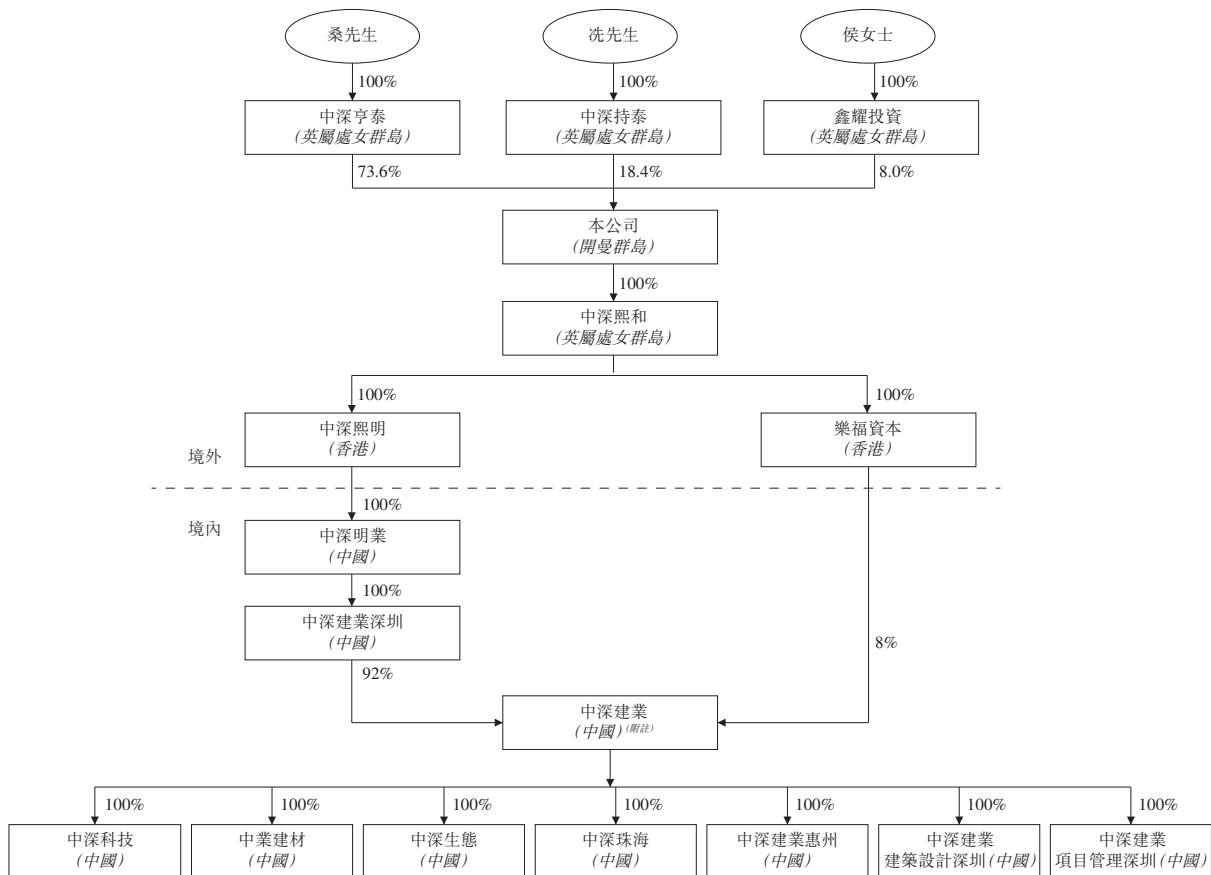 桑先生
冼先生
侯女士
100%
100%
100%
中深亨泰
(英屬處女群島)
中深持泰
(英屬處女群島)
鑫耀投資
(英屬處女群島)
73.6%
18.4%
8.0%
本公司
(開曼群島)
100%
中深熙和
(英屬處女群島)
100%
100%
中深熙明
(香港)
樂福資本
(香港)
境外
境內
100%
中深明業
(中國)
100%
中深建業深圳
(中國)
92%
8%
中深建業
(中國)(附註)
100%
100%
100%
100%
100%
100%
100%
中深科技
(中國)
中業建材
(中國)
中深生態
(中國)
中深珠海
(中國)
中深建業惠州
(中國)
中深建業
建築設計深圳(中國)
中深建業
項目管理深圳(中國)